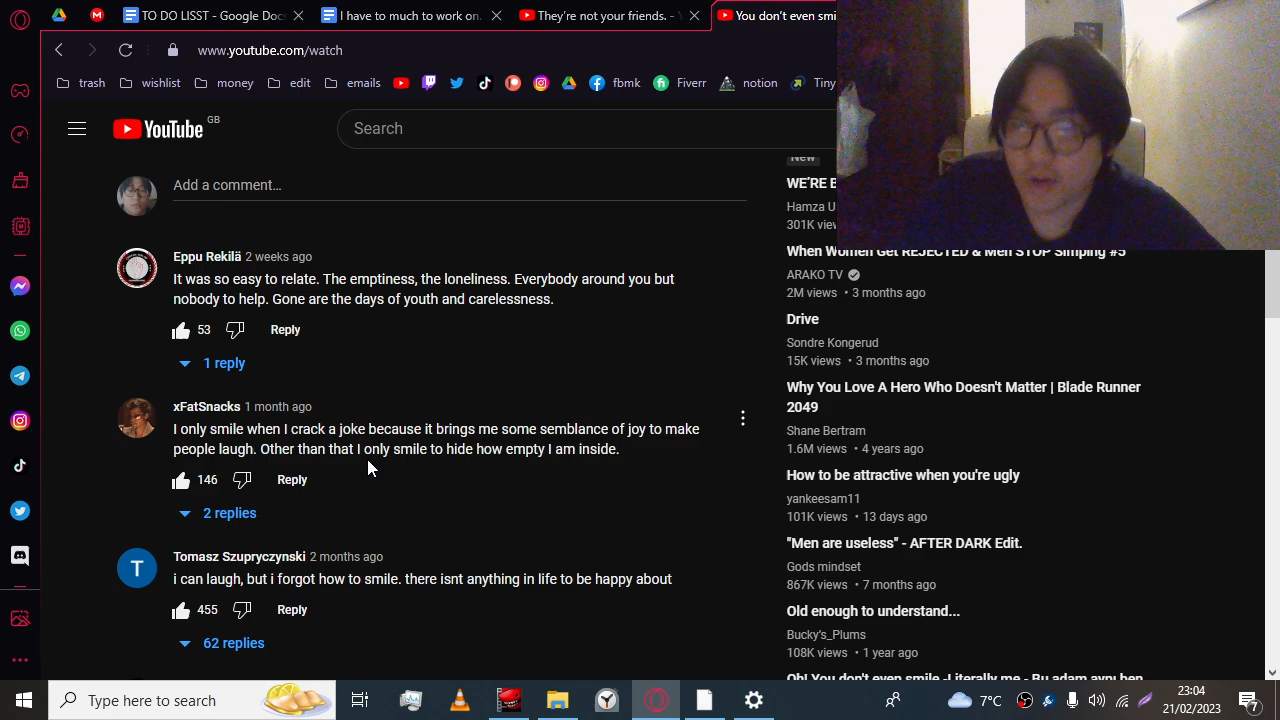 TO DO LISST - Google Doc
I have to much to work on.
They're not your friends. -
You don't even smi
www.youtube.com/watch
trash
wishlist
money
edit
emails
fbmk
Fiverr
notion
Tiny
YouTube GB
Search
Add a comment…
Eppu Rekilä 2 weeks ago
It was so easy to relate. The emptiness, the loneliness. Everybody around you but
nobody to help. Gone are the days of youth and carelessness.
53 Reply
1 reply
xFatSnacks 1 month ago
I only smile when I crack a joke because it brings me some semblance of joy to make
people laugh. Other than that I only smile to hide how empty I am inside.
146 Reply
2 replies
Tomasz Szupryczynski 2 months ago
i can laugh, but i forgot how to smile. there isnt anything in life to be happy about
455 Reply
62 replies
New
WE'RE B
Hamza U
301K view
When Women Get REJECTED & Men STOP Simping #5
ARAKO TV
2M views • 3 months ago
Drive
Sondre Kongerud
15K views • 3 months ago
Why You Love A Hero Who Doesn't Matter | Blade Runner
2049
Shane Bertram
1.6M views • 4 years ago
How to be attractive when you're ugly
yankeesam11
101K views • 13 days ago
"Men are useless" - AFTER DARK Edit.
Gods mindset
867K views • 7 months ago
Old enough to understand...
Bucky's_Plums
108K views • 1 year ago
Oh! You don't even smile -Literally me - Bu adam aynı ben
Type here to search
7°C
23:04
21/02/2023
7